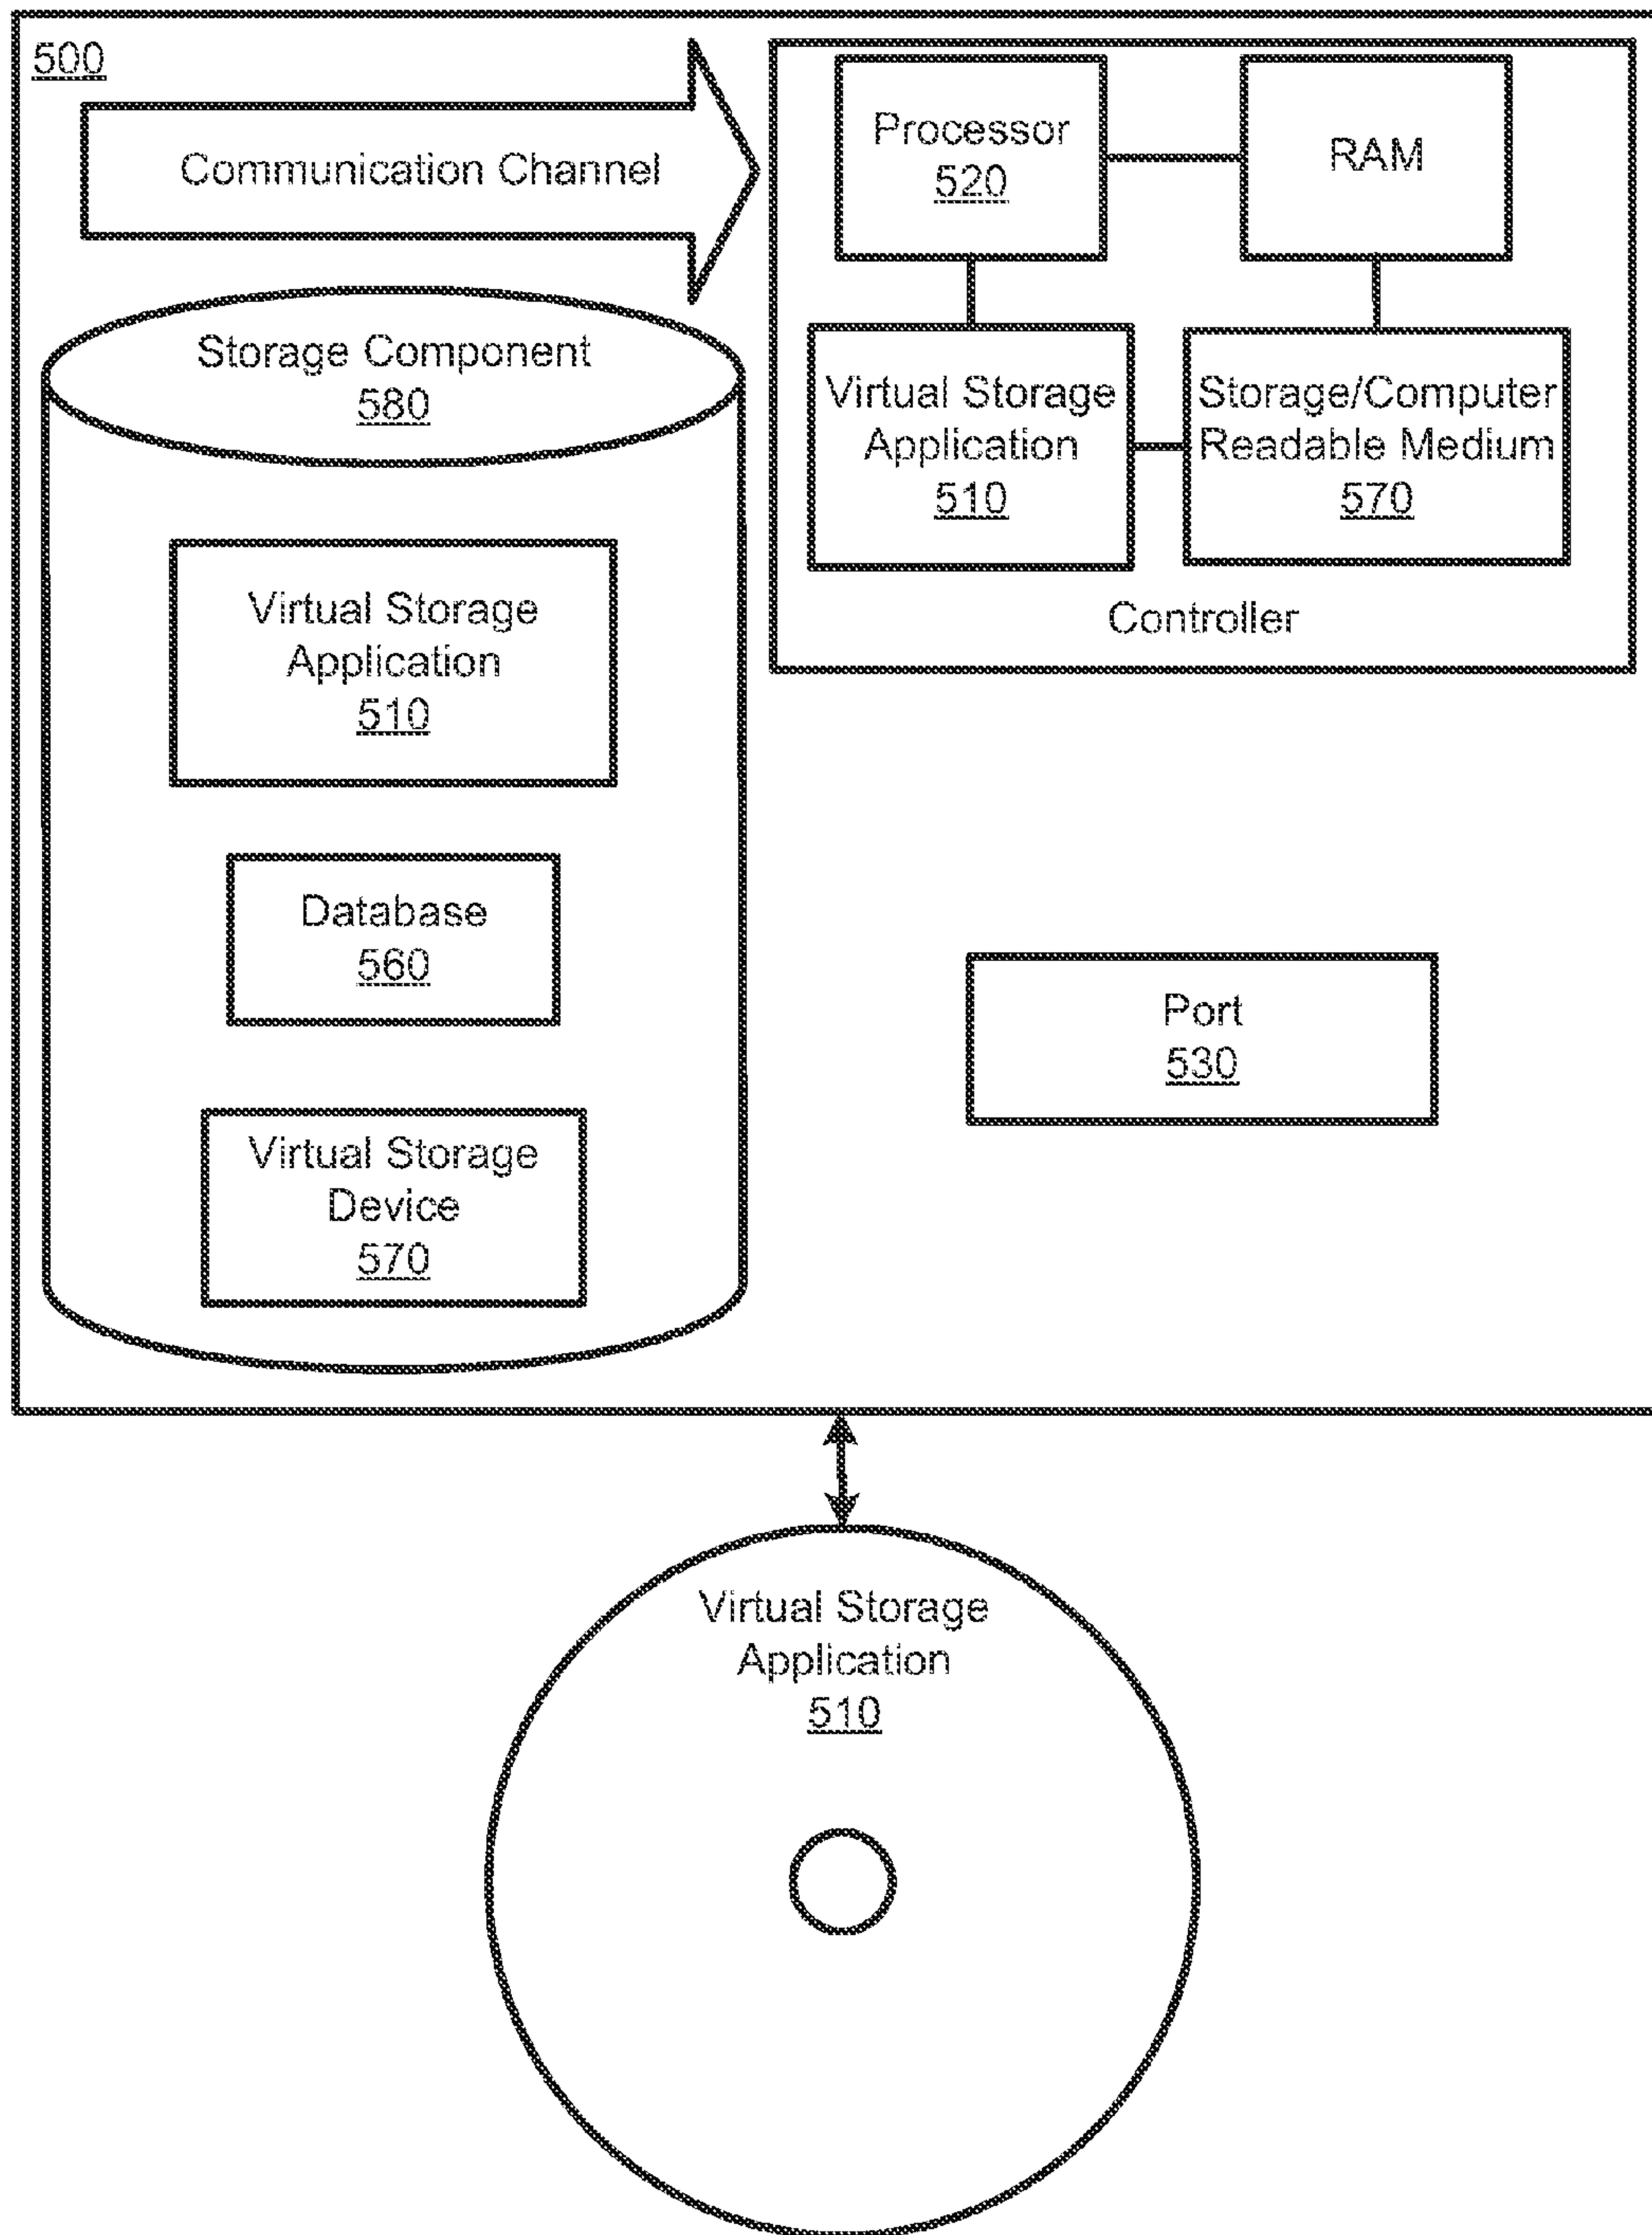 500
Communication Channel
Processor
520
RAM
Virtual Storage
Application
510
Storage/Computer
Readable Medium
570
Controller
Storage Component
580
Virtual Storage
Application
510
Database
560
Virtual Storage
Device
570
Port
530
Virtual Storage
Application
510